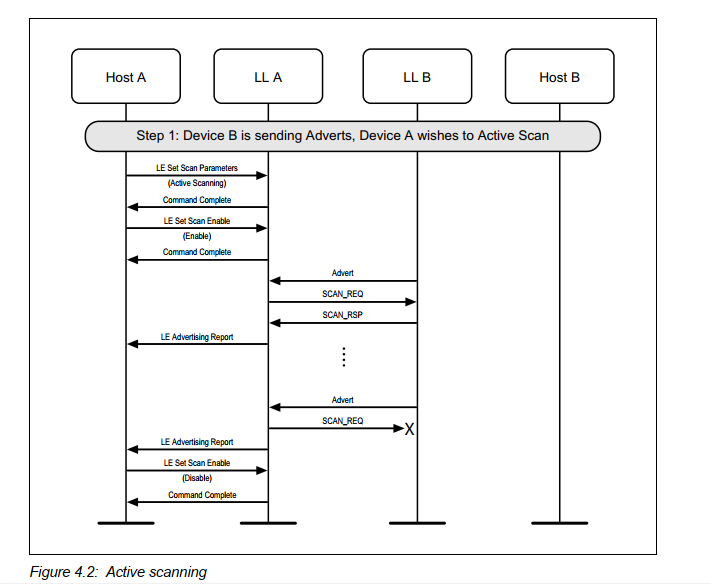 Host A
LL A
LL B
Host B
Step 1: Device B is sending Adverts, Device A wishes to Active Scan
LE Set Scan Parameters
(Active Scanning)
Command Complete
LE Set Scan Enable
(Enable)
Command Complete
Advert
SCAN_REQ
SCAN_RSP
LE Advertising Report
Advert
SCAN_REQ
X
LE Advertising Report
LE Set Scan Enable
(Disable)
Command Complete
Figure 4.2: Active scanning